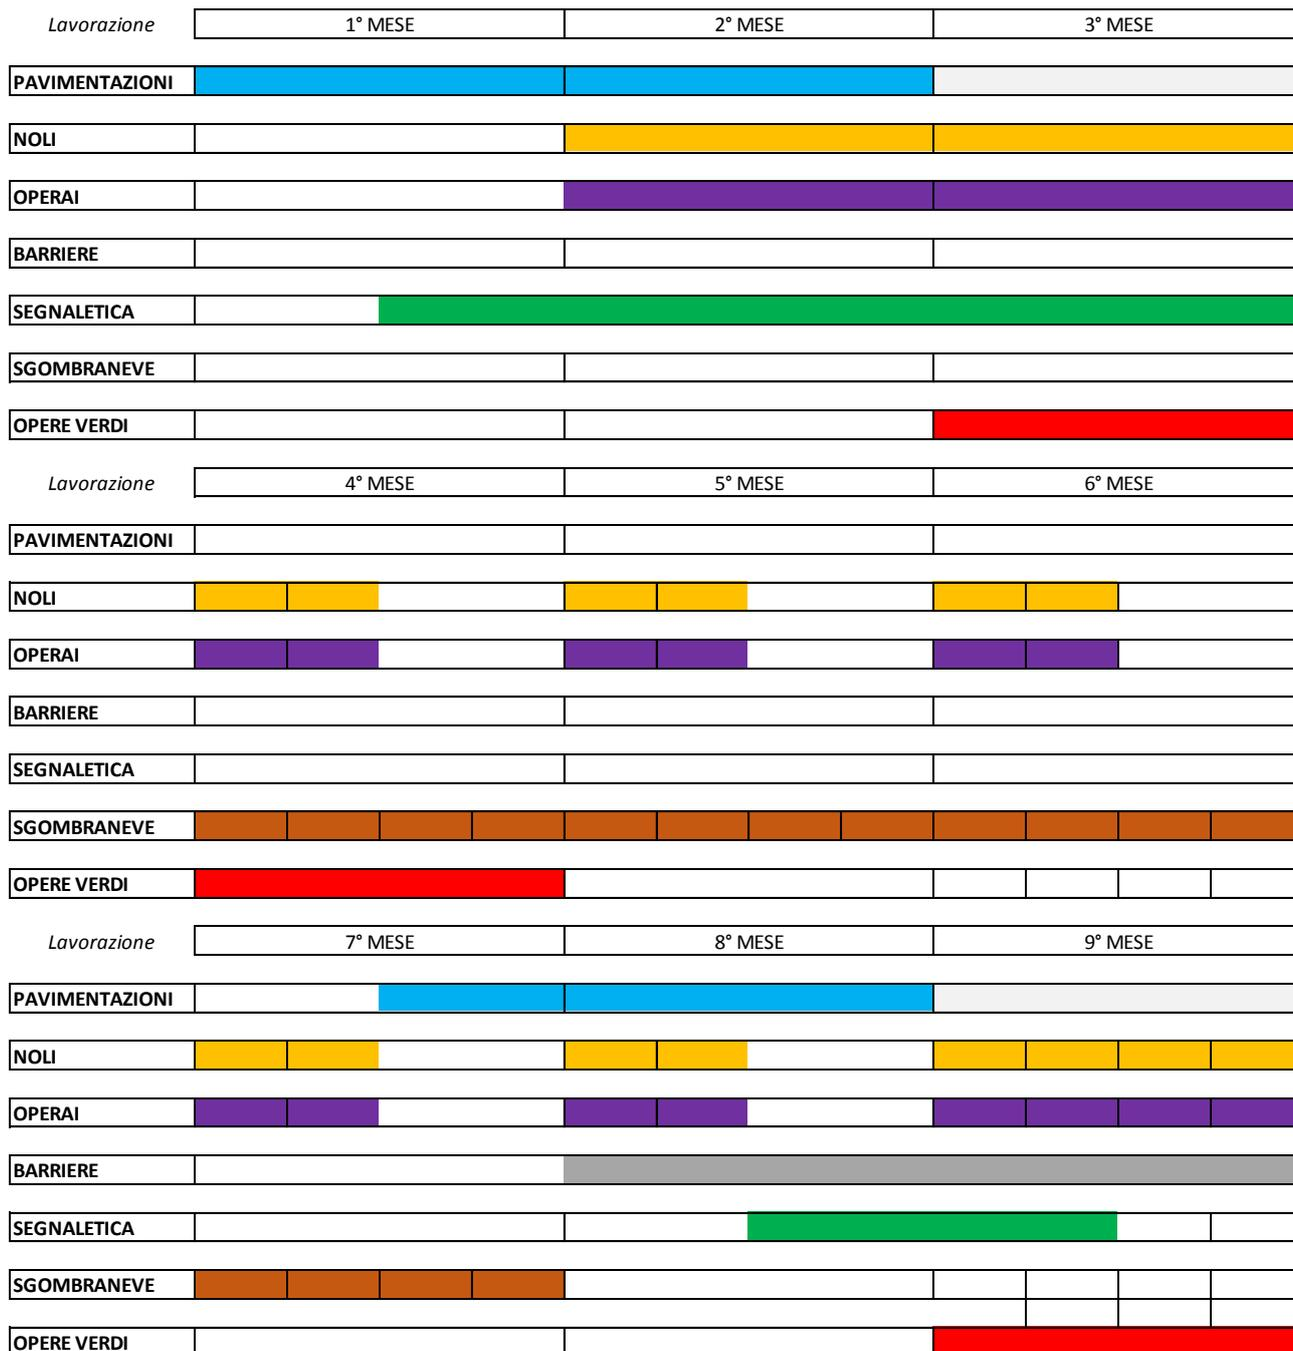 Lavorazione 1° MESE 2° MESE 3° MESE
PAVIMENTAZIONI
NOLI
OPERAI
BARRIERE
SEGNALETICA
SGOMBRANEVE
OPERE VERDI
Lavorazione 4° MESE 5° MESE 6° MESE
PAVIMENTAZIONI
NOLI
OPERAI
BARRIERE
SEGNALETICA
SGOMBRANEVE
OPERE VERDI
Lavorazione 7° MESE 8° MESE 9° MESE
PAVIMENTAZIONI
NOLI
OPERAI
BARRIERE
SEGNALETICA
SGOMBRANEVE
OPERE VERDI